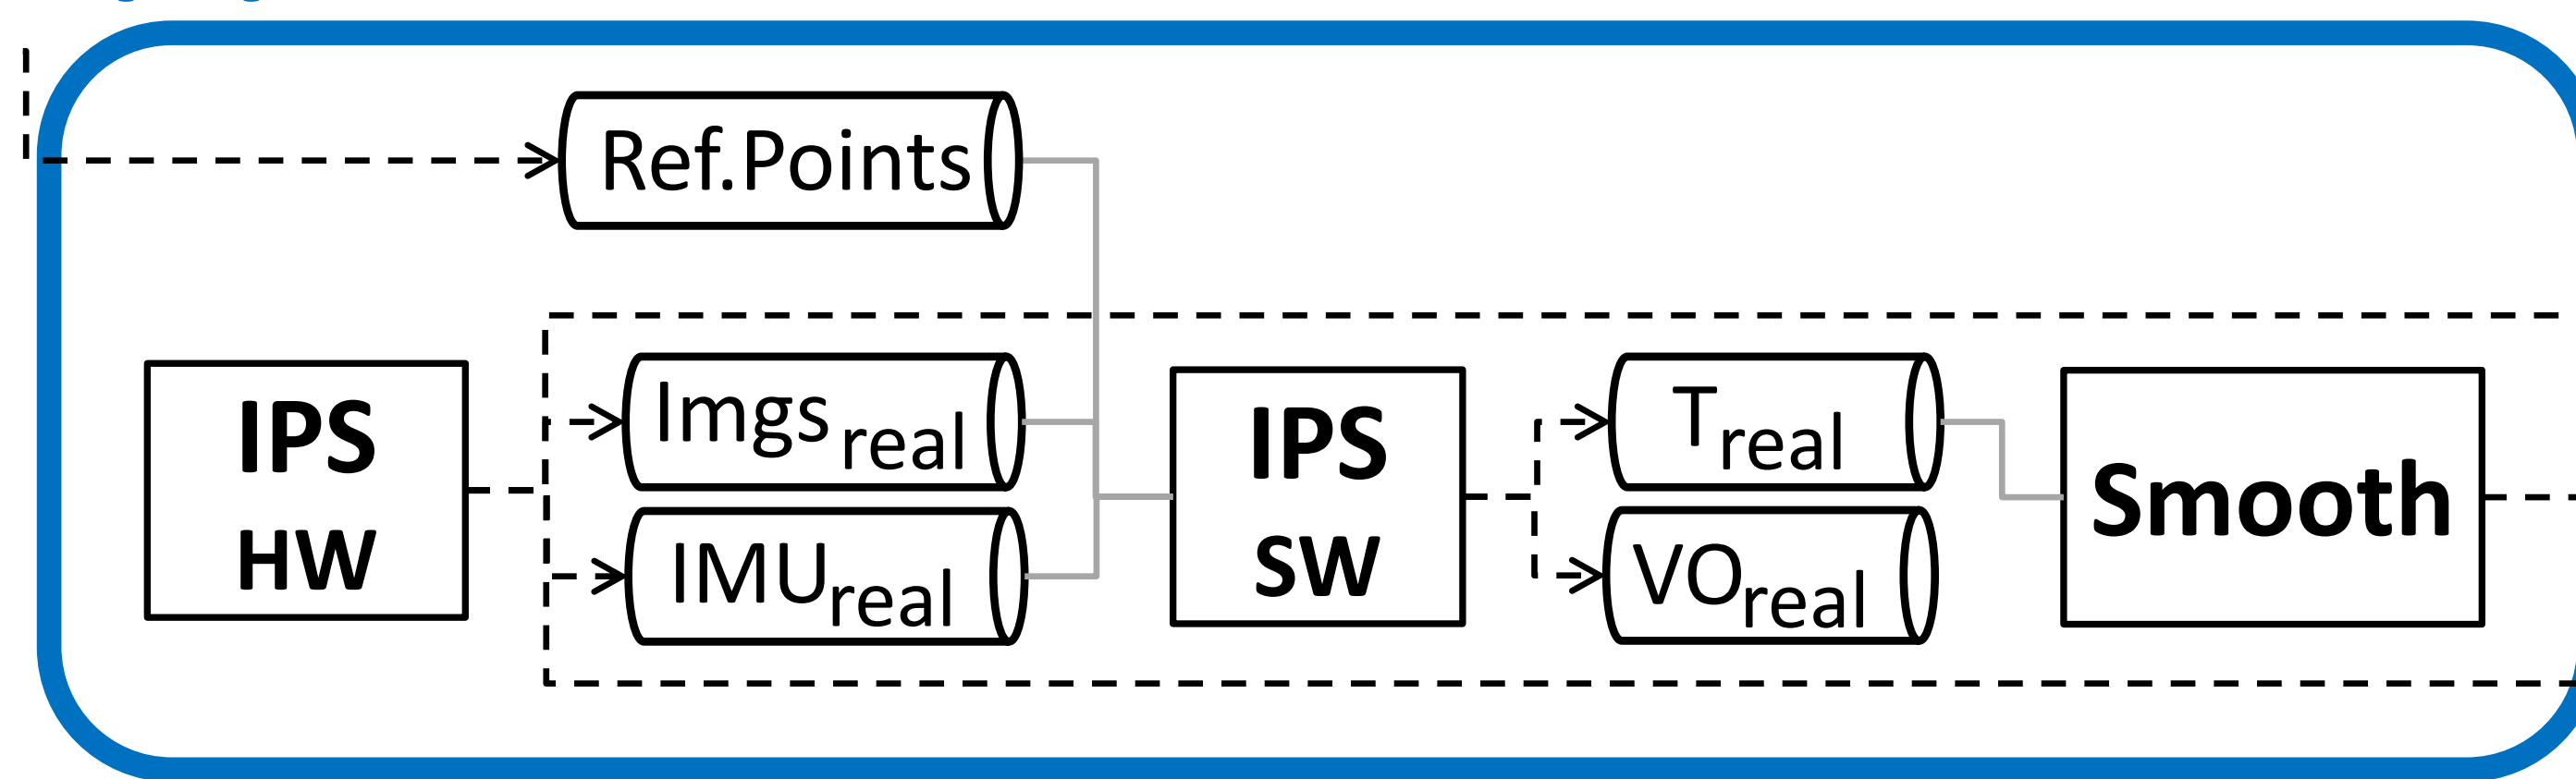 Ref.Points
IPS
HW
Imgs real
IMU real
IPS
SW
T real
VO real
Smooth